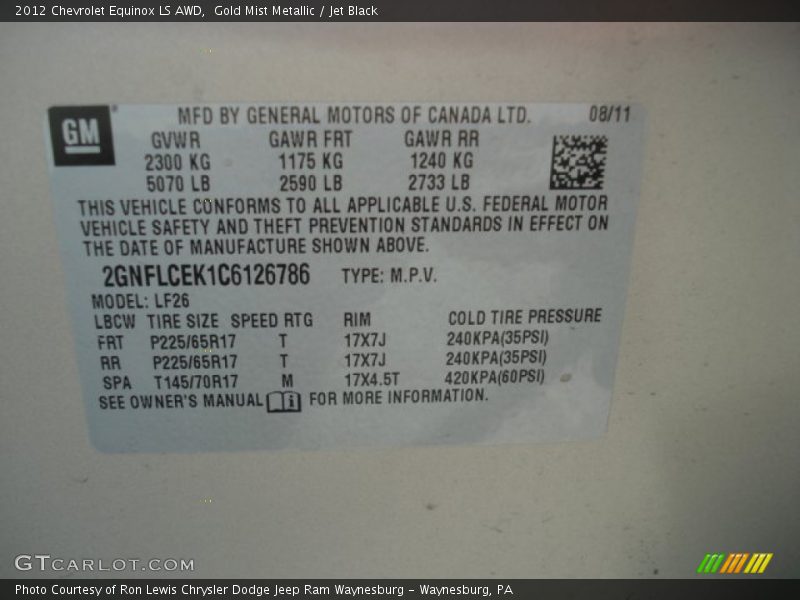 2012 Chevrolet Equinox LS AWD,  Gold Mist Metallic / Jet Black
GM
MFD BY GENERAL MOTORS OF CANADA LTD. 08/11
GVWR GAWR FRT GAWR RR
2300 KG 1175 KG 1240 KG
5070 LB 2590 LB 2733 LB
THIS VEHICLE CONFORMS TO ALL APPLICABLE U.S. FEDERAL MOTOR
VEHICLE SAFETY AND THEFT PREVENTION STANDARDS IN EFFECT ON
THE DATE OF MANUFACTURE SHOWN ABOVE.
2GNFLCEK1C6126786 TYPE: M.P.V.
MODEL: LF26
LBCW TIRE SIZE SPEED RTG RIM COLD TIRE PRESSURE
FRT P225/65R17 T 17X7J 240KPA(35PSI)
RR P225/65R17 T 17X7J 240KPA(35PSI)
SPA T145/70R17 M 17X4.5T 420KPA(60PSI)
SEE OWNER'S MANUAL i FOR MORE INFORMATION.
GTCARLOT.COM
Photo Courtesy of Ron Lewis Chrysler Dodge Jeep Ram Waynesburg - Waynesburg, PA